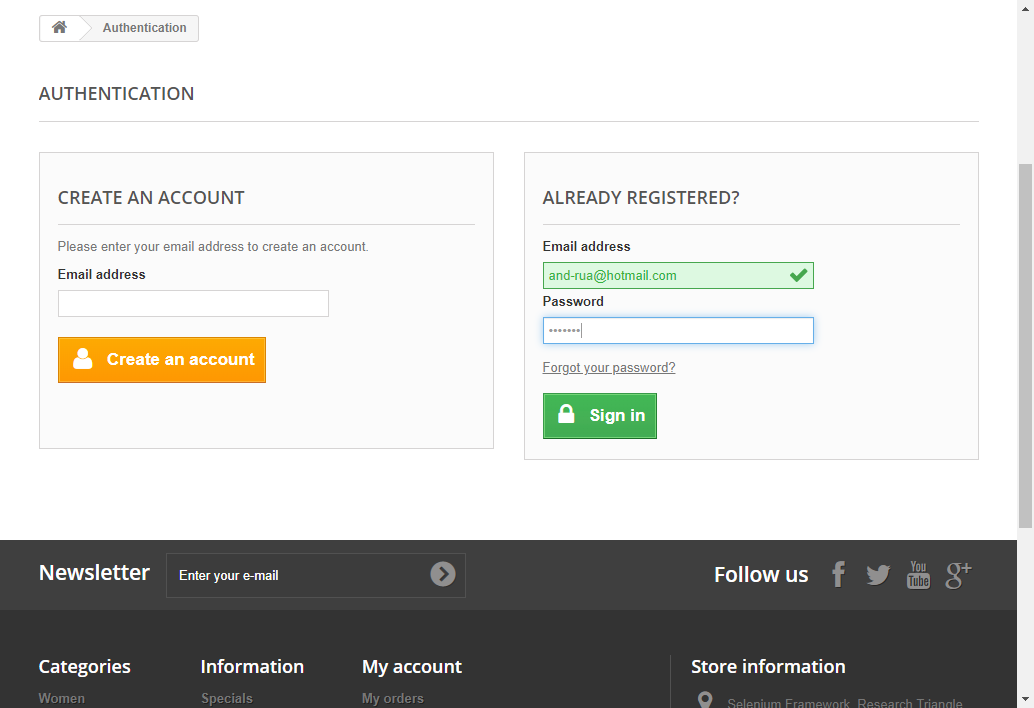 Authentication
AUTHENTICATION
CREATE AN ACCOUNT
Please enter your email address to create an account.
Email address
Create an account
ALREADY REGISTERED?
Email address
and-rua@hotmail.com
Password
•••••••
Forgot your password?
Sign in
Newsletter
Enter your e-mail
Follow us
f
You Tube
g+
Categories
Women
Information
Specials
My account
My orders
Store information
Selenium Framework, Research Triangle